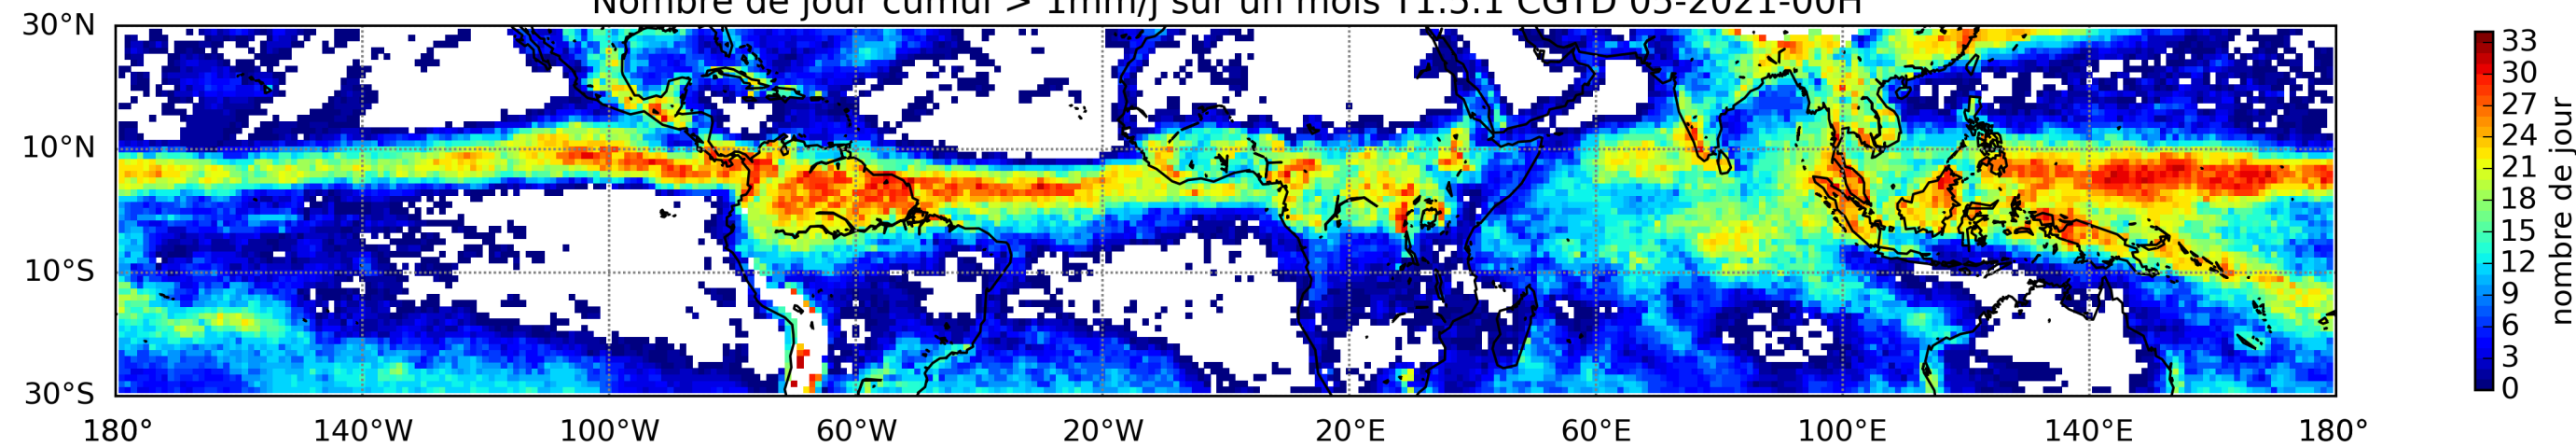 Nombre de jour cumul > 1mm/j sur un mois T1.5.1 CGTD 05-2021-00H
30°N
10°N
10°S
30°S
180° 140°W 100°W 60°W 20°W 20°E 60°E 100°E 140°E 180°
33
30
27
24
21
18
15
12
9
6
3
0
nombre de jour